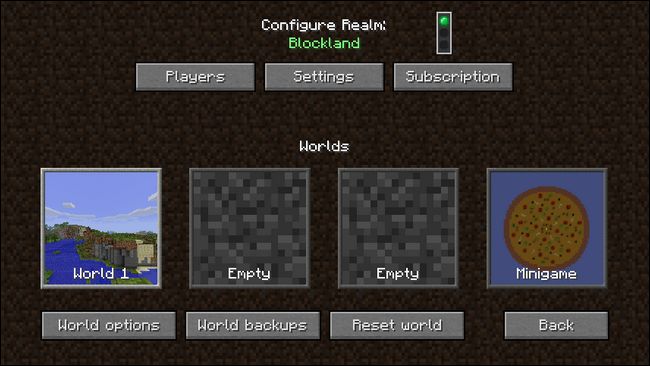 Configure Realm:
Blockland
Players Settings Subscription
Worlds
World 1 Empty Empty Minigame
World options World backups Reset world Back